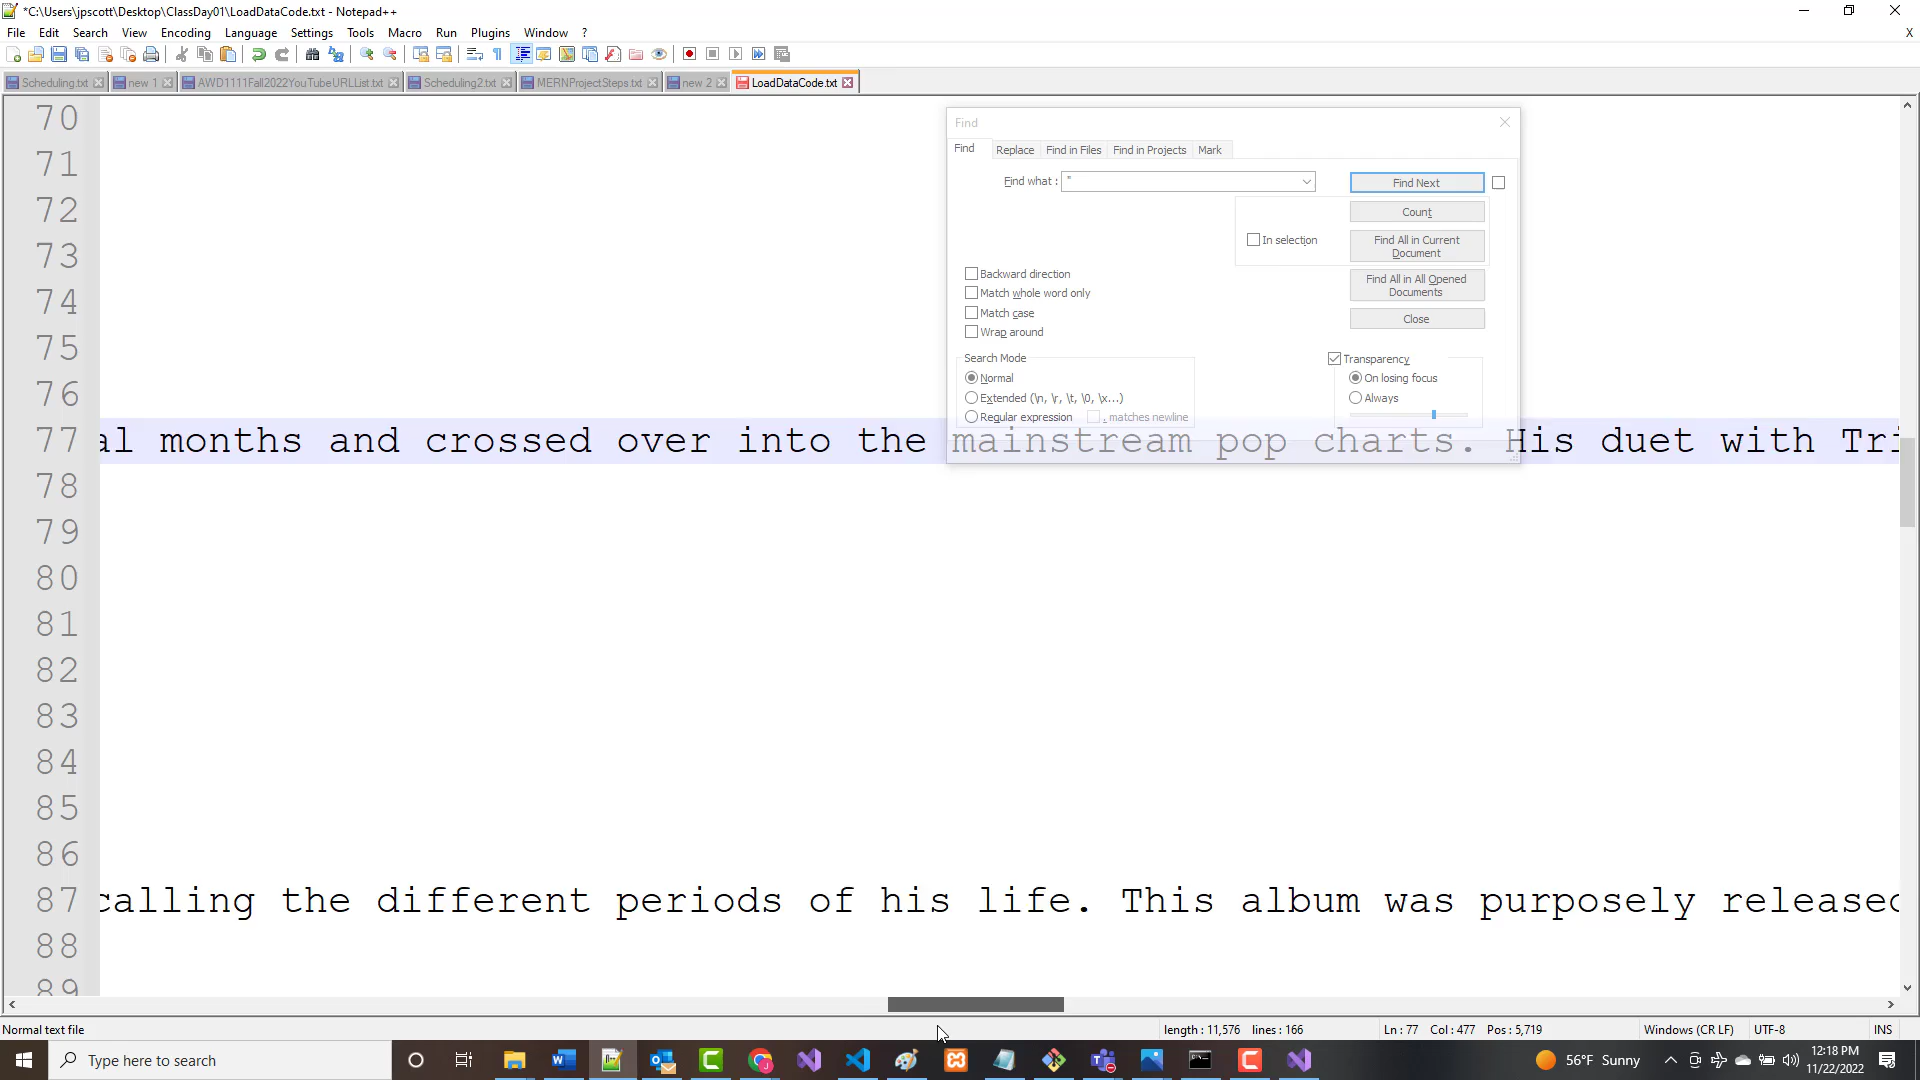 *C:\Users\jpscott\Desktop\ClassDay01\LoadDataCode.txt - Notepad++
File Edit Search View Encoding Language Settings Tools Macro Run Plugins Window ? X
Scheduling.txt new 1 AWD1111Fall2022YouTubeURLList.txt Scheduling2.txt MERNProjectSteps.txt new 2 LoadDataCode.txt
70
71
72
73
74
75
76
77 al months and crossed over into the mainstream pop charts. His duet with Tri
78
79
80
81
82
83
84
85
86
87 calling the different periods of his life. This album was purposely released
88
89
Find
Find Replace Find in Files Find in Projects Mark
Find what : " Find Next
Count
In selection Find All in Current
Document
Backward direction
Match whole word only Find All in All Opened
Documents
Match case
Close
Wrap around
Search Mode Transparency
Normal On losing focus
Extended (\n, \r, \t, \0, \x...) Always
Regular expression . matches newline
Normal text file length : 11,576 lines : 166 Ln : 77 Col : 477 Pos : 5,719 Windows (CR LF) UTF-8 INS
Type here to search 56°F Sunny 12:18 PM
11/22/2022